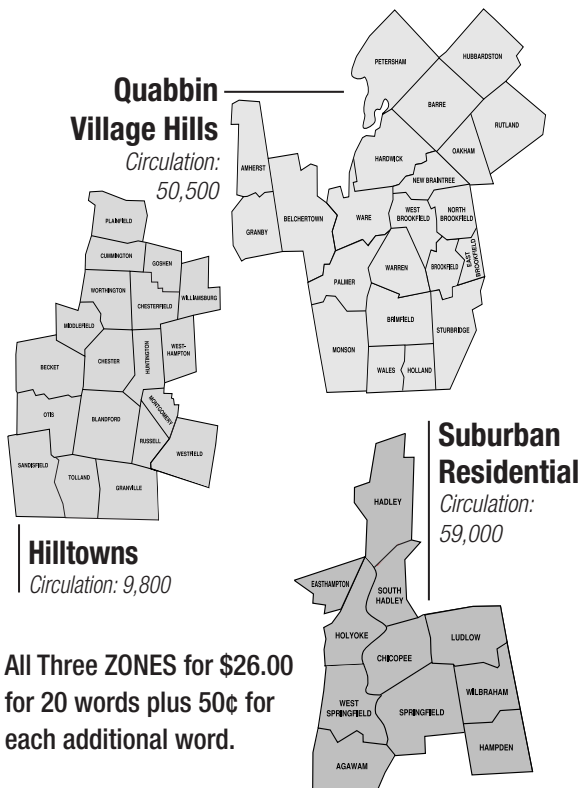 Quabbin
Village Hills
Circulation:
50,500
PETERSHAM
HUBBARDSTON
BARRE
RUTLAND
HARDWICK
OAKHAM
NEW BRAINTREE
AMHERST
GRANBY
BELCHERTOWN
WARE
WEST
BROOKFIELD
NORTH
BROOKFIELD
EAST
BROOKFIELD
BROOKFIELD
WARREN
PALMER
BRIMFIELD
STURBRIDGE
MONSON
WALES
HOLLAND
PLAINFIELD
CUMMINGTON
GOSHEN
WORTHINGTON
CHESTERFIELD
WILLIAMSBURG
MIDDLEFIELD
BECKET
CHESTER
HUNTINGTON
WEST-
HAMPTON
OTIS
BLANDFORD
MONTGOMERY
RUSSELL
WESTFIELD
SANDISFIELD
TOLLAND
GRANVILLE
Hilltowns
Circulation: 9,800
Suburban
Residential
Circulation:
59,000
HADLEY
EASTHAMPTON
SOUTH
HADLEY
HOLYOKE
CHICOPEE
LUDLOW
WEST
SPRINGFIELD
SPRINGFIELD
WILBRAHAM
HAMPDEN
AGAWAM
All Three ZONES for $26.00
for 20 words plus 50¢ for
each additional word.